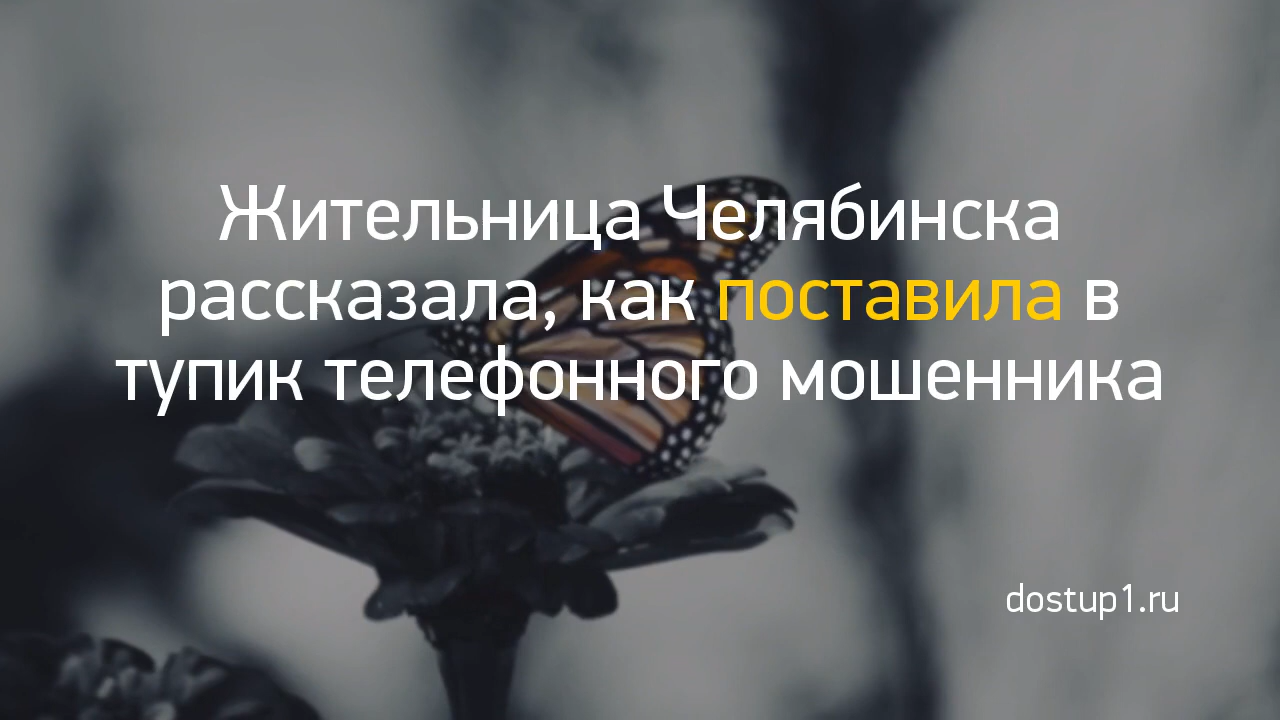 Жительница Челябинска
рассказала, как поставила в
тупик телефонного мошенника
dostup1.ru